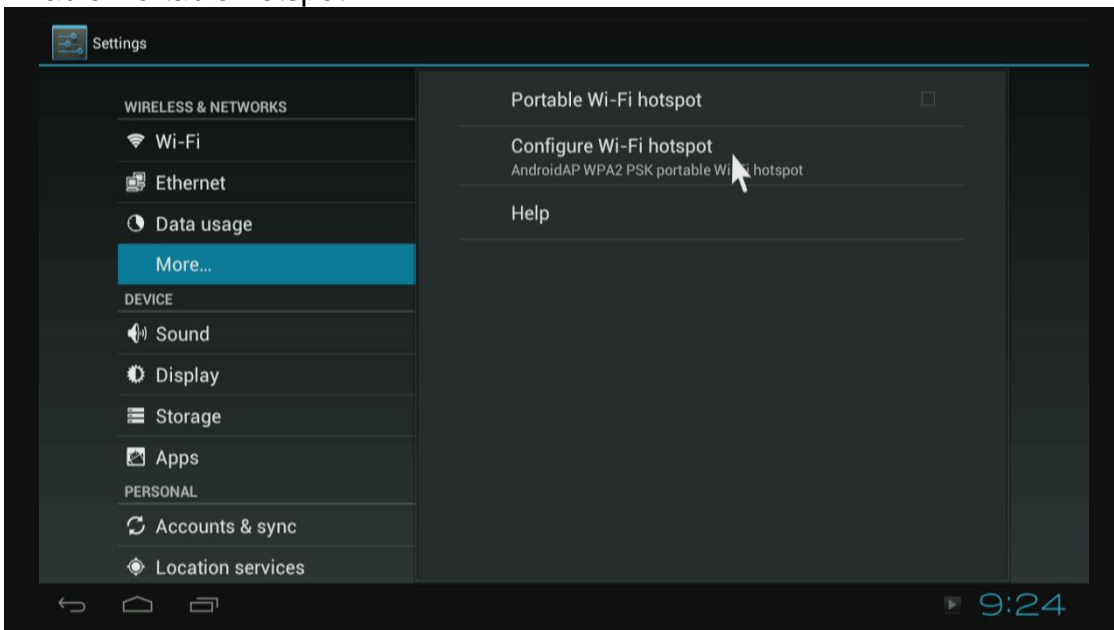 Settings
WIRELESS & NETWORKS
Wi-Fi
Ethernet
Data usage
More...
DEVICE
Sound
Display
Storage
Apps
PERSONAL
Accounts & sync
Location services
Portable Wi-Fi hotspot
Configure Wi-Fi hotspot
AndroidAP WPA2 PSK portable hotspot
Help
9:24